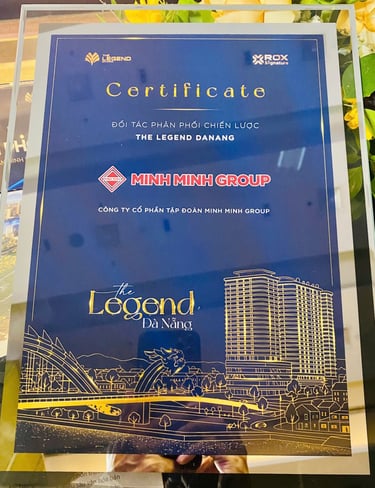 THE
LEGEND
ROX
Signature
Certificate
ĐỐI TÁC PHÂN PHỐI CHIẾN LƯỢC
THE LEGEND DANANG
MINH MINH GROUP
CÔNG TY CỔ PHẦN TẬP ĐOÀN MINH MINH GROUP
the
Legend
Đà Nẵng